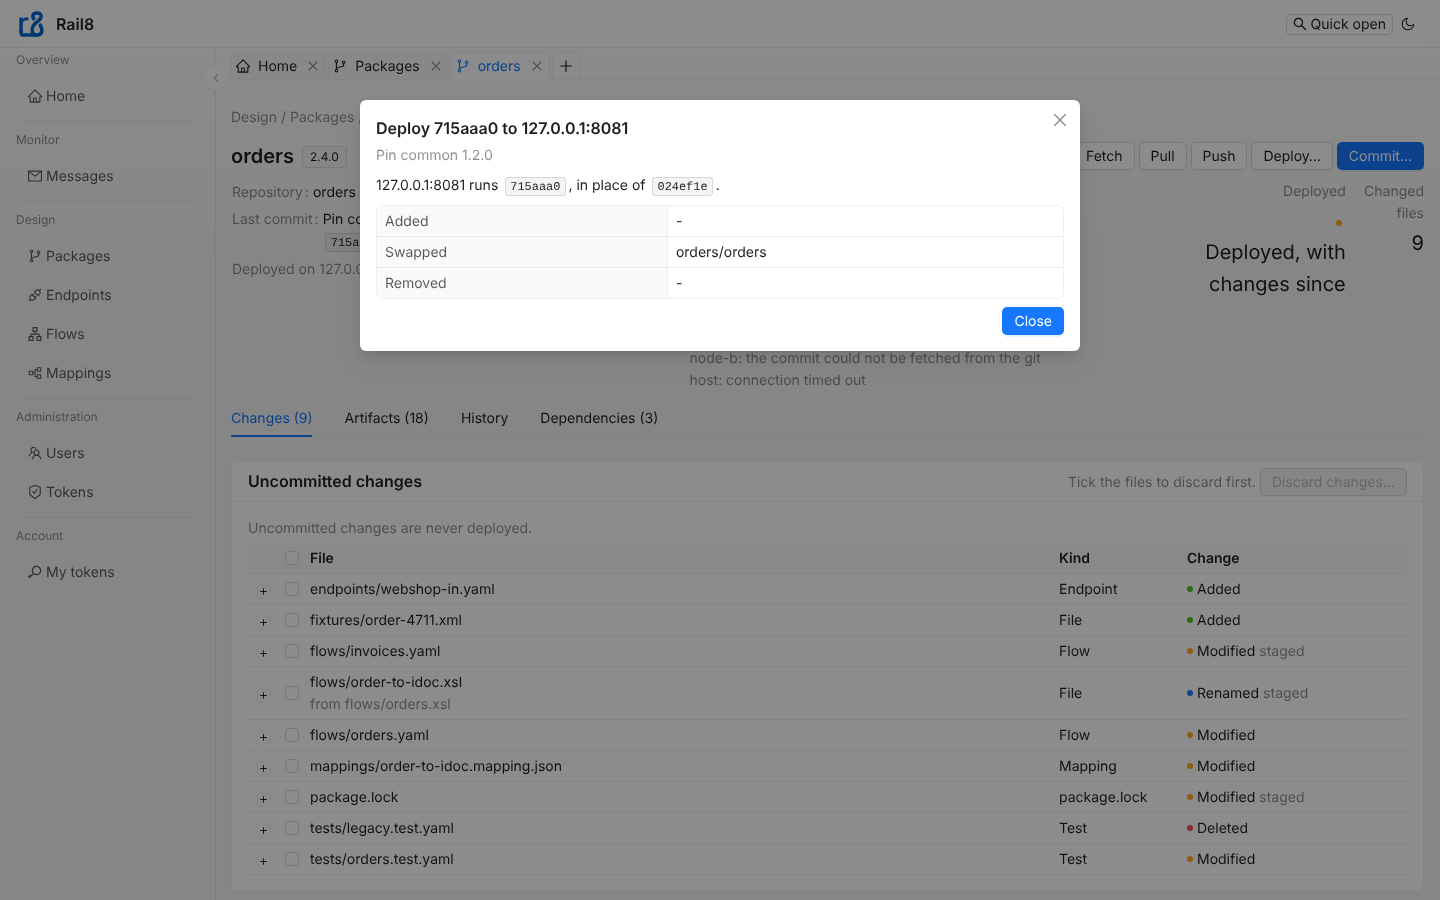 Rail8
Quick open
Overview
Home
Monitor
Messages
Design
Packages
Endpoints
Flows
Mappings
Administration
Users
Tokens
Account
My tokens
Home
Packages
orders
Design / Packages /
orders 2.4.0
Fetch
Pull
Push
Deploy...
Commit...
Repository: orders
Last commit: Pin co
715a
Deployed on 127.0.0
Deployed
Deployed, with
changes since
Changed
files
9
Deploy 715aaa0 to 127.0.0.1:8081
Pin common 1.2.0
127.0.0.1:8081 runs 715aaa0, in place of 024ef1e.
Added -
Swapped orders/orders
Removed -
Close
node-b: the commit could not be fetched from the git
host: connection timed out
Changes (9)
Artifacts (18)
History
Dependencies (3)
Uncommitted changes
Tick the files to discard first. Discard changes...
Uncommitted changes are never deployed.
File Kind Change
+ endpoints/webshop-in.yaml Endpoint Added
+ fixtures/order-4711.xml File Added
+ flows/invoices.yaml Flow Modified staged
+ flows/order-to-idoc.xsl File Renamed staged
from flows/orders.xsl
+ flows/orders.yaml Flow Modified
+ mappings/order-to-idoc.mapping.json Mapping Modified
+ package.lock package.lock Modified staged
+ tests/legacy.test.yaml Test Deleted
+ tests/orders.test.yaml Test Modified